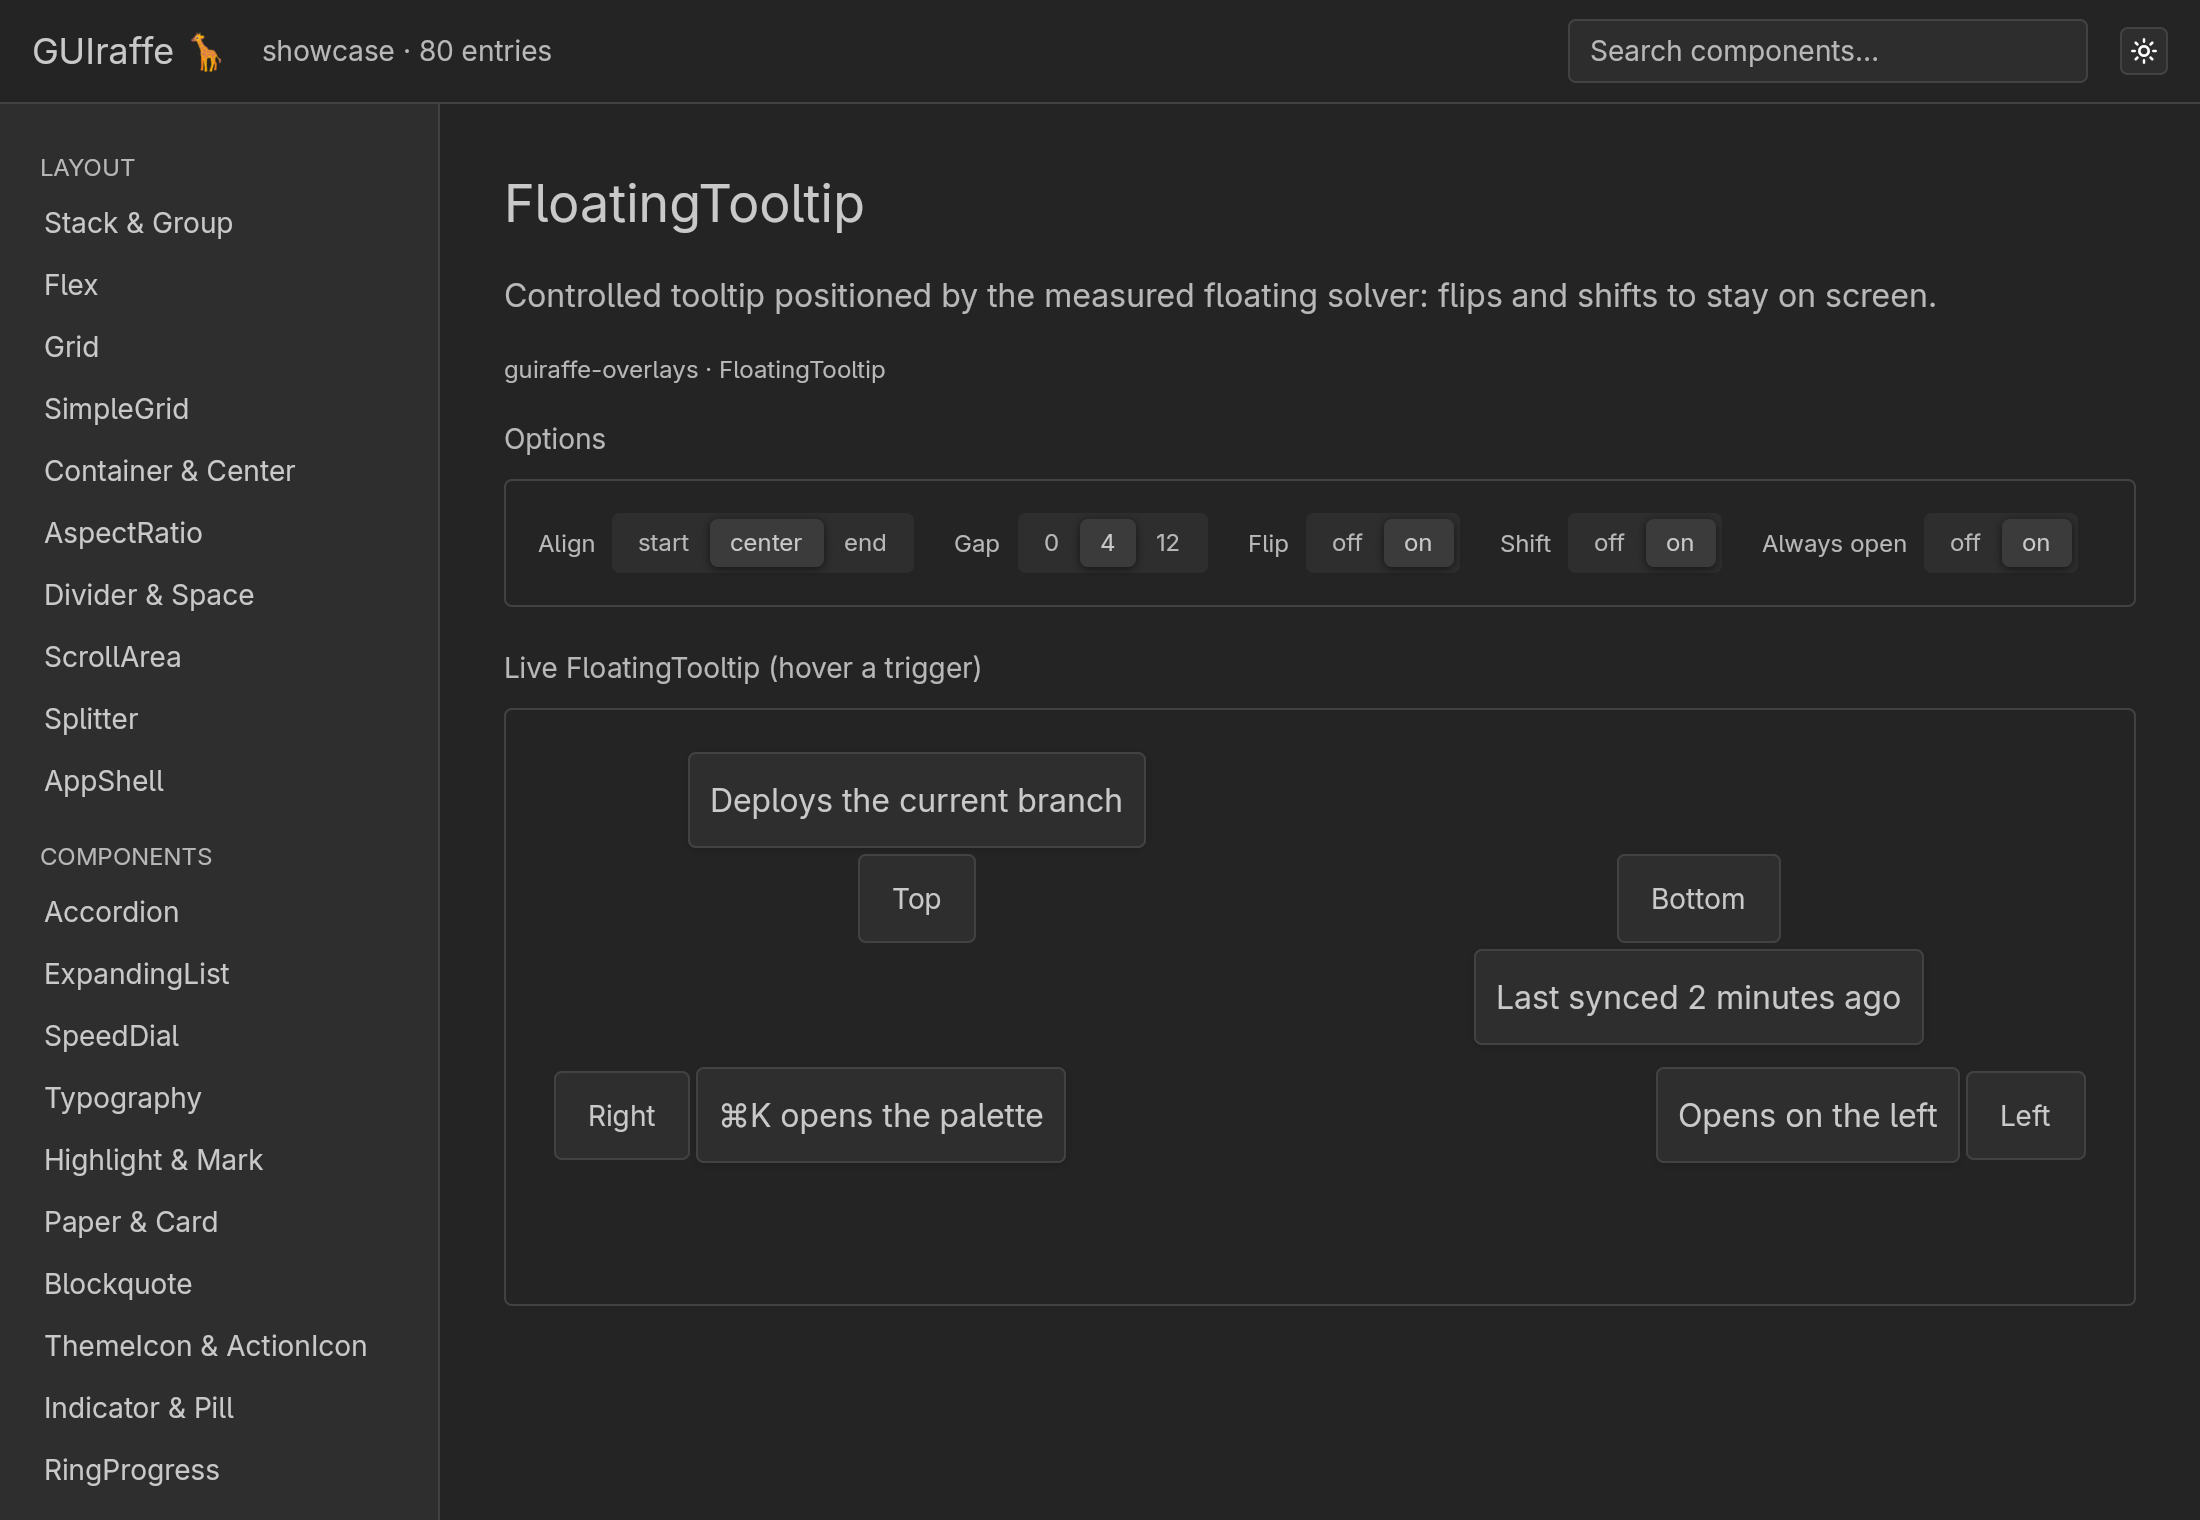 GUIraffe 🦒 showcase · 80 entries
Search components...
LAYOUT
Stack & Group
Flex
Grid
SimpleGrid
Container & Center
AspectRatio
Divider & Space
ScrollArea
Splitter
AppShell
COMPONENTS
Accordion
ExpandingList
SpeedDial
Typography
Highlight & Mark
Paper & Card
Blockquote
ThemeIcon & ActionIcon
Indicator & Pill
RingProgress
FloatingTooltip
Controlled tooltip positioned by the measured floating solver: flips and shifts to stay on screen.
guiraffe-overlays · FloatingTooltip
Options
Align start center end Gap 0 4 12 Flip off on Shift off on Always open off on
Live FloatingTooltip (hover a trigger)
Deploys the current branch
Top
Bottom
Last synced 2 minutes ago
Right
⌘K opens the palette
Opens on the left
Left